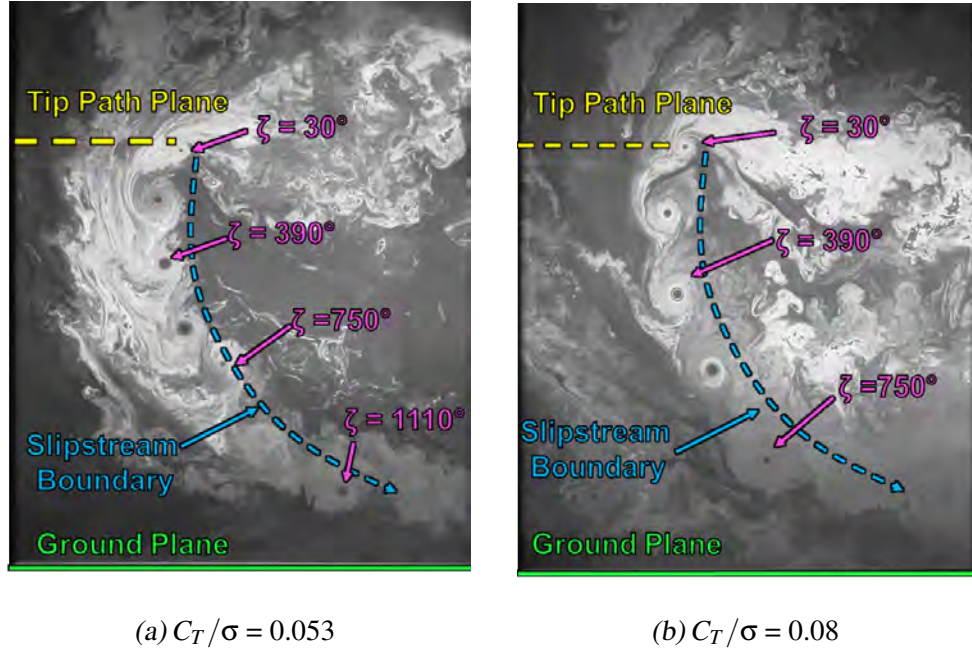 Tip Path Plane
ζ = 30°
ζ = 390°
ζ =750°
ζ = 1110°
Slipstream
Boundary
Ground Plane
(a) C_T/σ = 0.053
Tip Path Plane
ζ = 30°
ζ = 390°
ζ =750°
Slipstream
Boundary
Ground Plane
(b) C_T/σ = 0.08